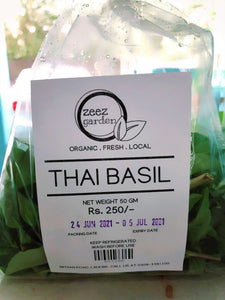 zeez
garden
ORGANIC . FRESH . LOCAL
THAI BASIL
NET WEIGHT 50 GM
Rs. 250/-
24 JUN 2021 - 05 JUL 2021
PACKING DATE EXPIRY DATE
KEEP REFRIGERATED
WASH BEFORE USE